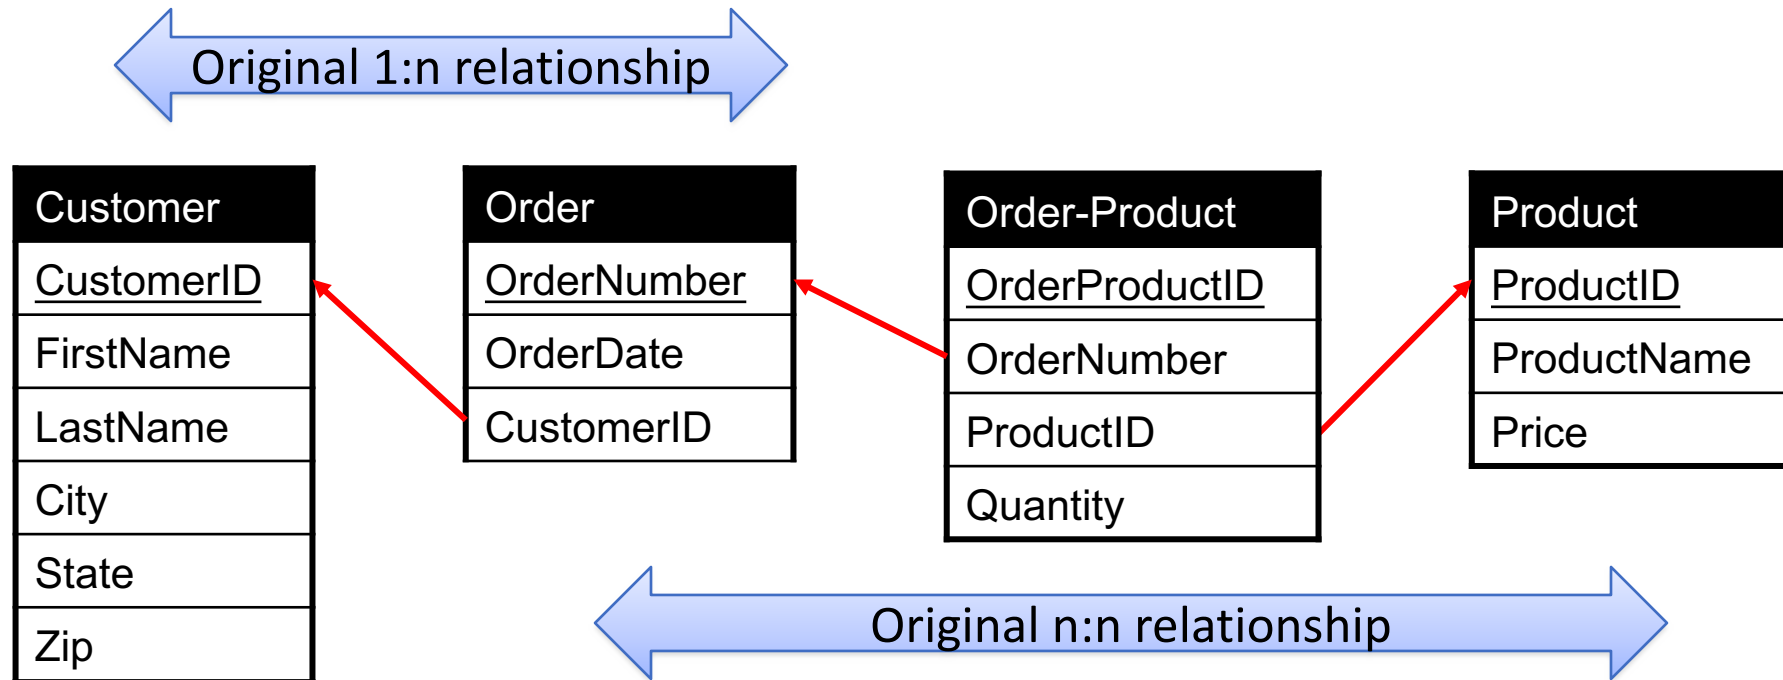 Original 1:n relationship
Customer
CustomerID
FirstName
LastName
City
State
Zip
Order
OrderNumber
OrderDate
CustomerID
Order-Product
OrderProductID
OrderNumber
ProductID
Quantity
Product
ProductID
ProductName
Price
Original n:n relationship